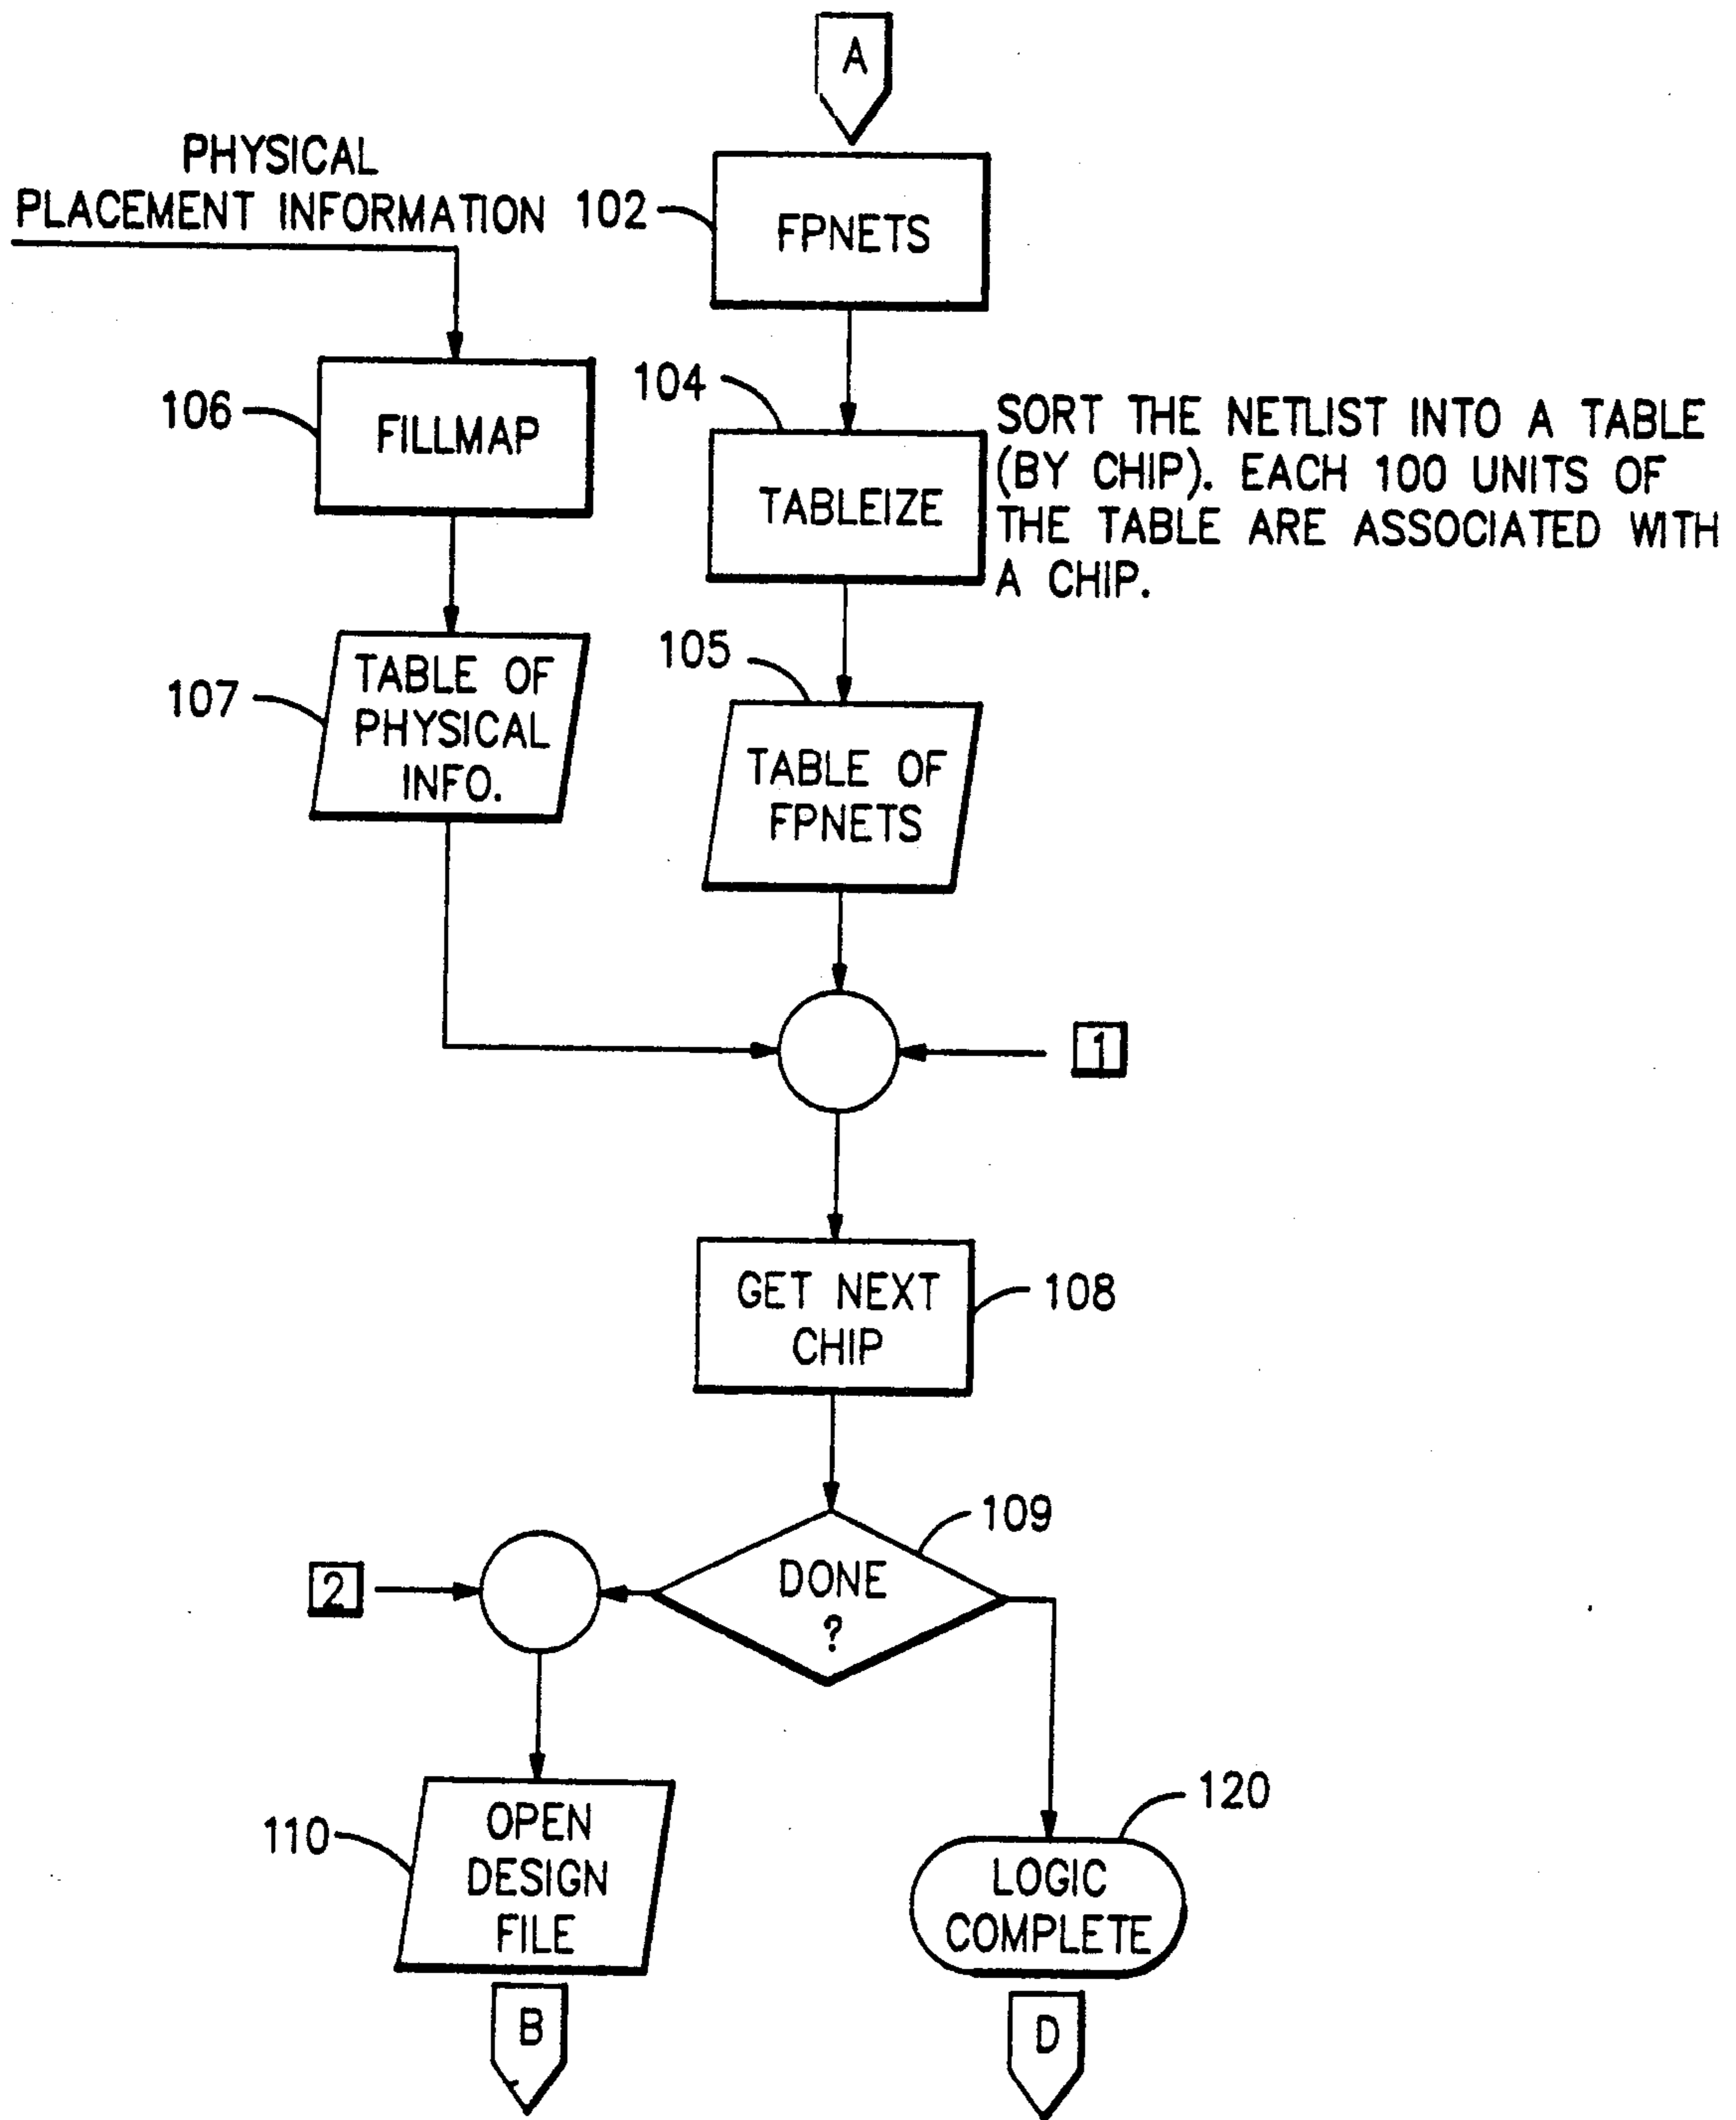 A
PHYSICAL
PLACEMENT INFORMATION
102
FPNETS
106
FILLMAP
104
TABLEIZE
SORT THE NETLIST INTO A TABLE
(BY CHIP). EACH 100 UNITS OF
THE TABLE ARE ASSOCIATED WITH
A CHIP.
107
TABLE OF
PHYSICAL
INFO.
105
TABLE OF
FPNETS
1
GET NEXT
CHIP
108
109
DONE
?
2
110
OPEN
DESIGN
FILE
120
LOGIC
COMPLETE
B
D